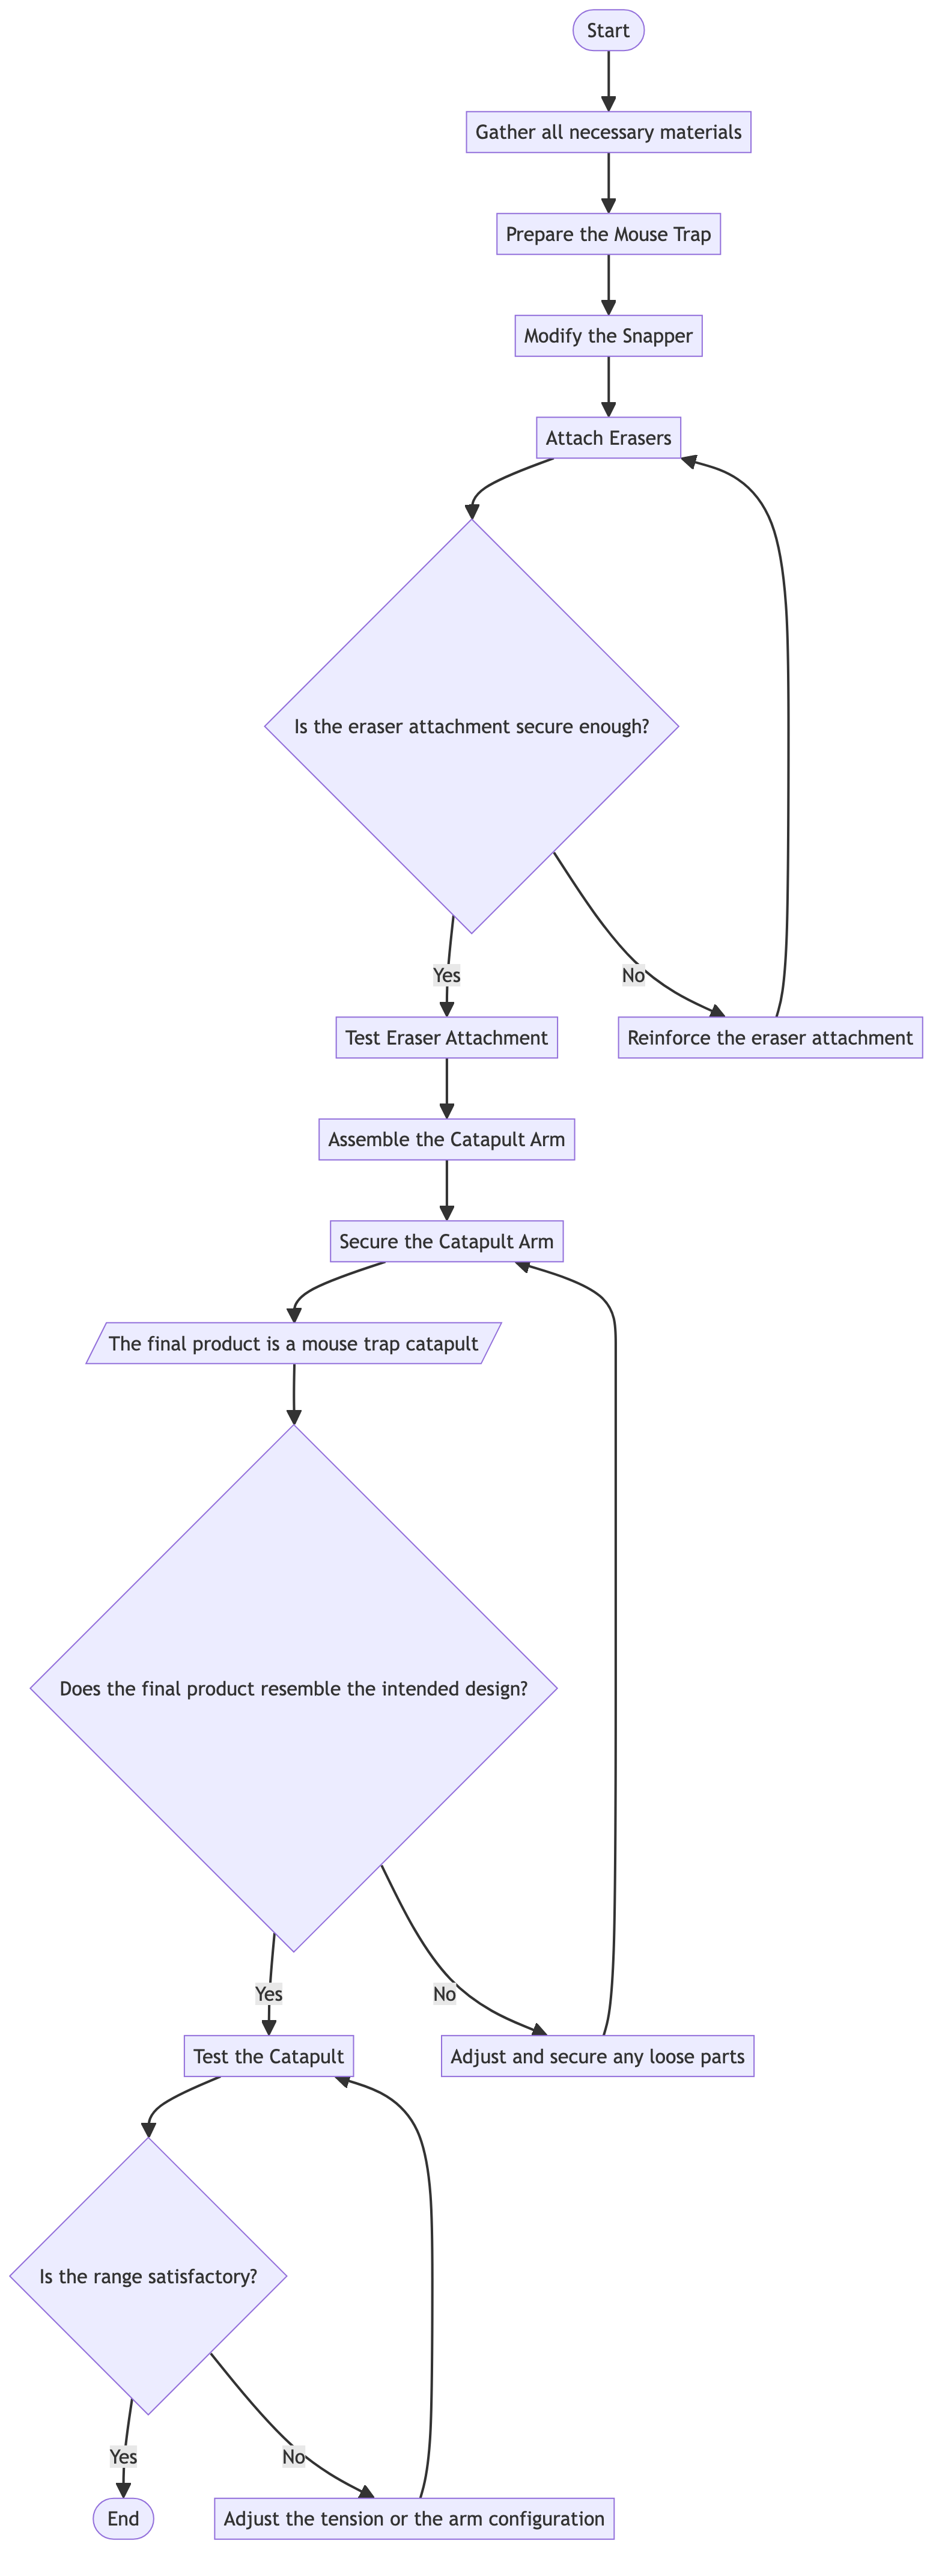 Start
Gather all necessary materials
Prepare the Mouse Trap
Modify the Snapper
Attach Erasers
Is the eraser attachment secure enough?
Yes
No
Test Eraser Attachment
Reinforce the eraser attachment
Assemble the Catapult Arm
Secure the Catapult Arm
The final product is a mouse trap catapult
Does the final product resemble the intended design?
Yes
No
Test the Catapult
Adjust and secure any loose parts
Is the range satisfactory?
Yes
No
End
Adjust the tension or the arm configuration